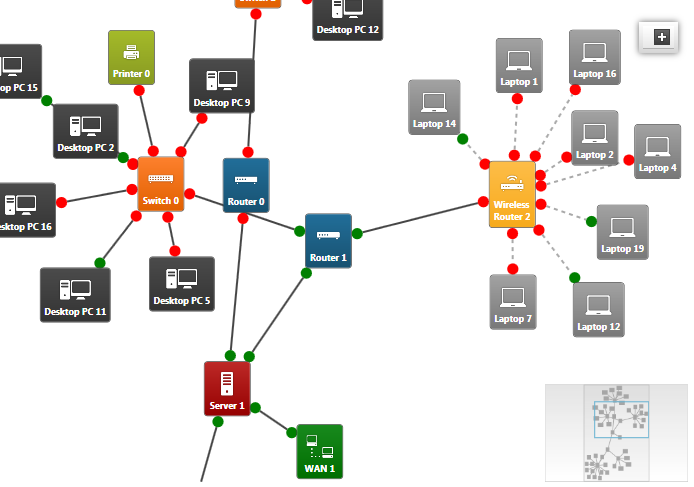 Desktop PC 12
Printer 0
Laptop 1
Laptop 16
op PC 15
Desktop PC 9
Laptop 14
Desktop PC 2
Laptop 2
Laptop 4
Switch 0
Router 0
Wireless
Router 2
esktop PC 16
Router 1
Laptop 19
Desktop PC 11
Desktop PC 5
Laptop 7
Laptop 12
Server 1
WAN 1